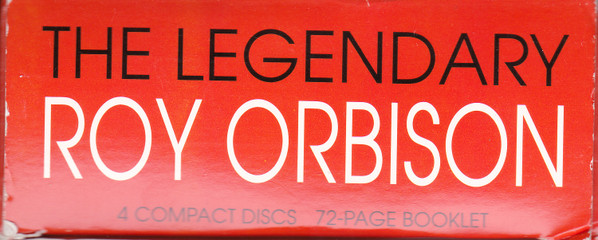 THE LEGENDARY
ROY ORBISON
4 COMPACT DISCS 72-PAGE BOOKLET